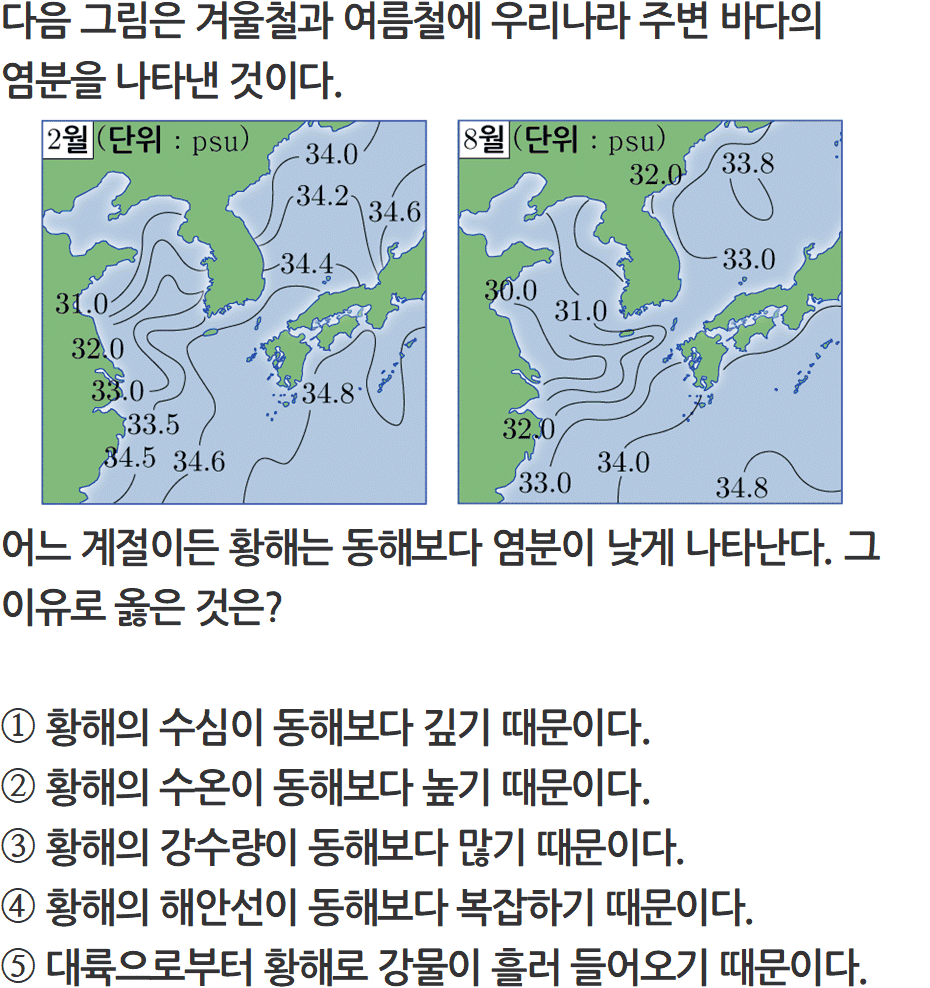 다음 그림은 겨울철과 여름철에 우리나라 주변 바다의
염분을 나타낸 것이다.
2월 (단위 : psu)
34.0
34.2
34.6
34.4
31.0
32.0
33.0
34.8
33.5
34.5 34.6
8월 (단위 : psu)
32.0 33.8
33.0
30.0
31.0
32.0
34.0
33.0 34.8
어느 계절이든 황해는 동해보다 염분이 낮게 나타난다. 그
이유로 옳은 것은?
① 황해의 수심이 동해보다 깊기 때문이다.
② 황해의 수온이 동해보다 높기 때문이다.
③ 황해의 강수량이 동해보다 많기 때문이다.
④ 황해의 해안선이 동해보다 복잡하기 때문이다.
⑤ 대륙으로부터 황해로 강물이 흘러 들어오기 때문이다.